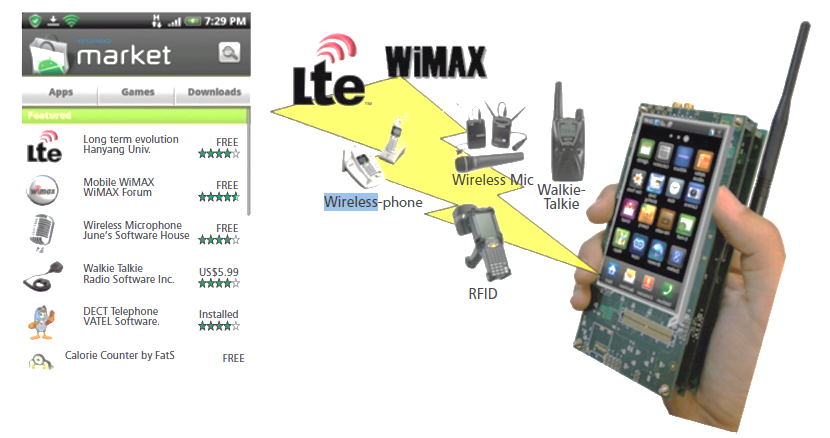 7:29 PM
market
Apps Games Downloads
Featured
Lte
Long term evolution
Hanyang Univ.
FREE
wimax
Mobile WiMAX
WiMAX Forum
FREE
Wireless Microphone
June's Software House
FREE
Walkie Talkie
Radio Software Inc.
US$5.99
DECT Telephone
VATEL Software.
Installed
Calorie Counter by FatS
FREE
Lte™
WiMAX
Wireless Mic
Walkie-
Talkie
Wireless-phone
RFID